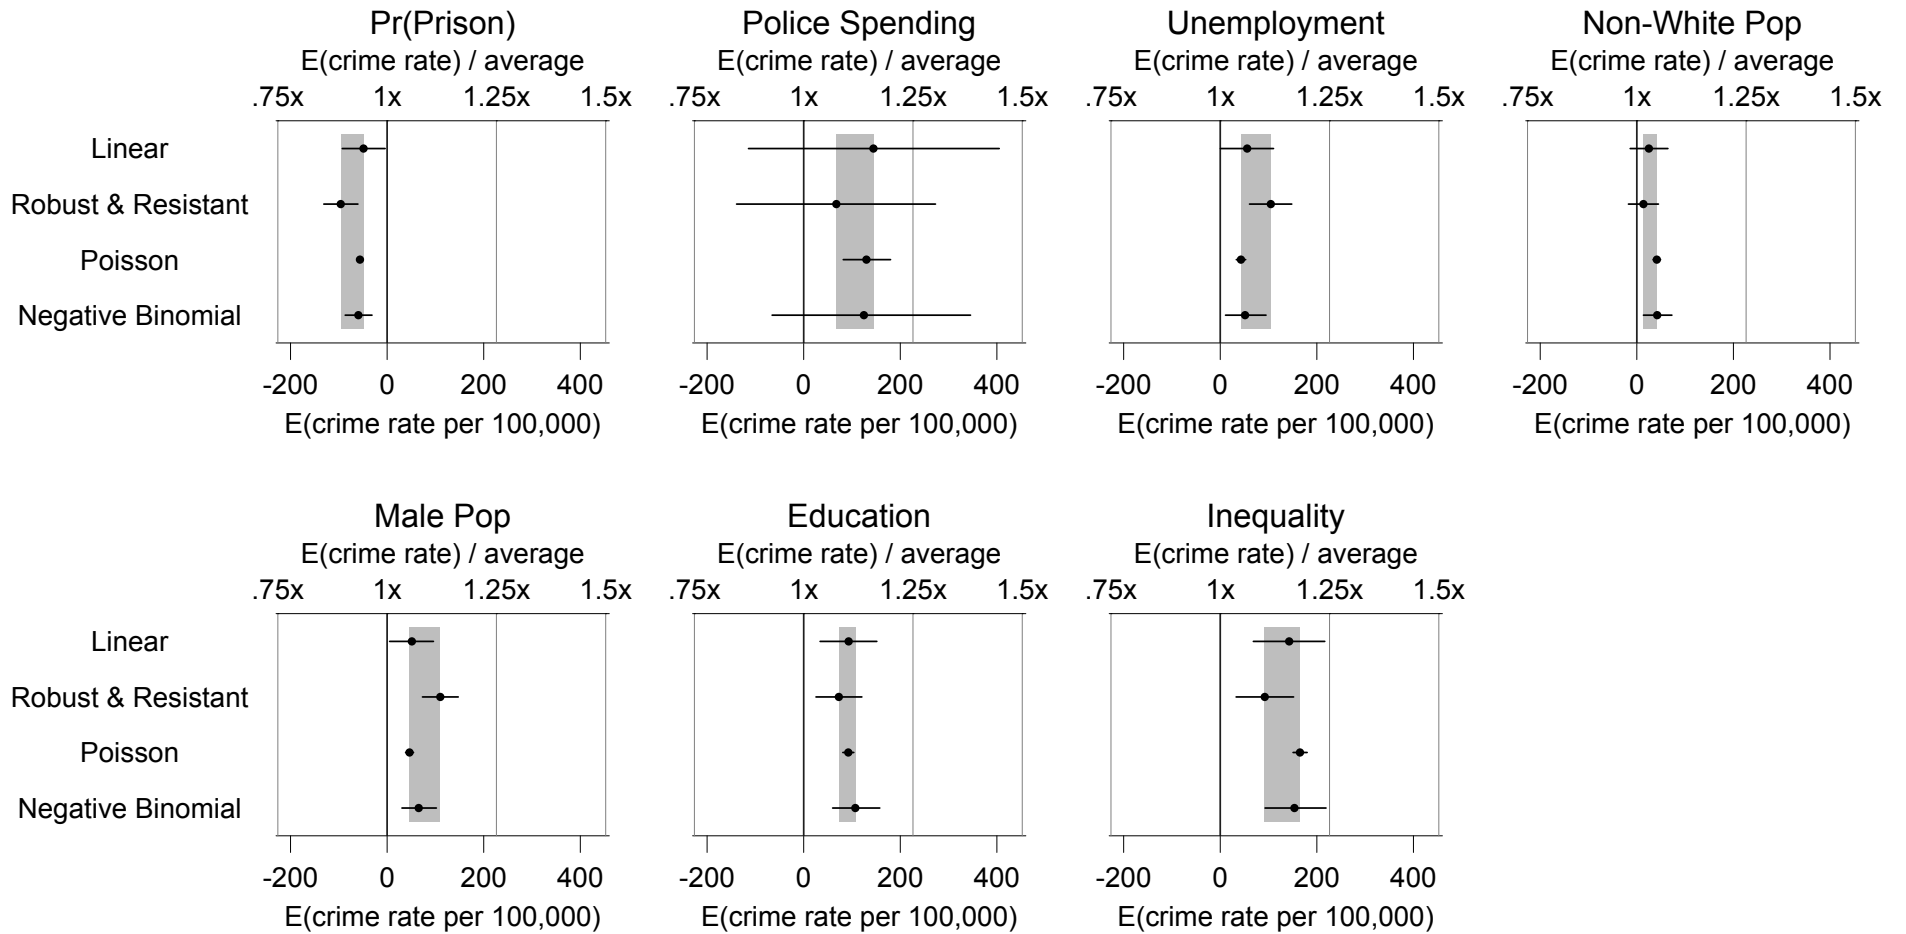 Pr(Prison) Police Spending Unemployment Non-White Pop
E(crime rate) / average E(crime rate) / average E(crime rate) / average E(crime rate) / average
.75x 1x 1.25x 1.5x .75x 1x 1.25x 1.5x .75x 1x 1.25x 1.5x .75x 1x 1.25x 1.5x
Linear
Robust & Resistant
Poisson
Negative Binomial
-200 0 200 400 -200 0 200 400 -200 0 200 400 -200 0 200 400
E(crime rate per 100,000) E(crime rate per 100,000) E(crime rate per 100,000) E(crime rate per 100,000)
Male Pop Education Inequality
E(crime rate) / average E(crime rate) / average E(crime rate) / average
.75x 1x 1.25x 1.5x .75x 1x 1.25x 1.5x .75x 1x 1.25x 1.5x
Linear
Robust & Resistant
Poisson
Negative Binomial
-200 0 200 400 -200 0 200 400 -200 0 200 400
E(crime rate per 100,000) E(crime rate per 100,000) E(crime rate per 100,000)